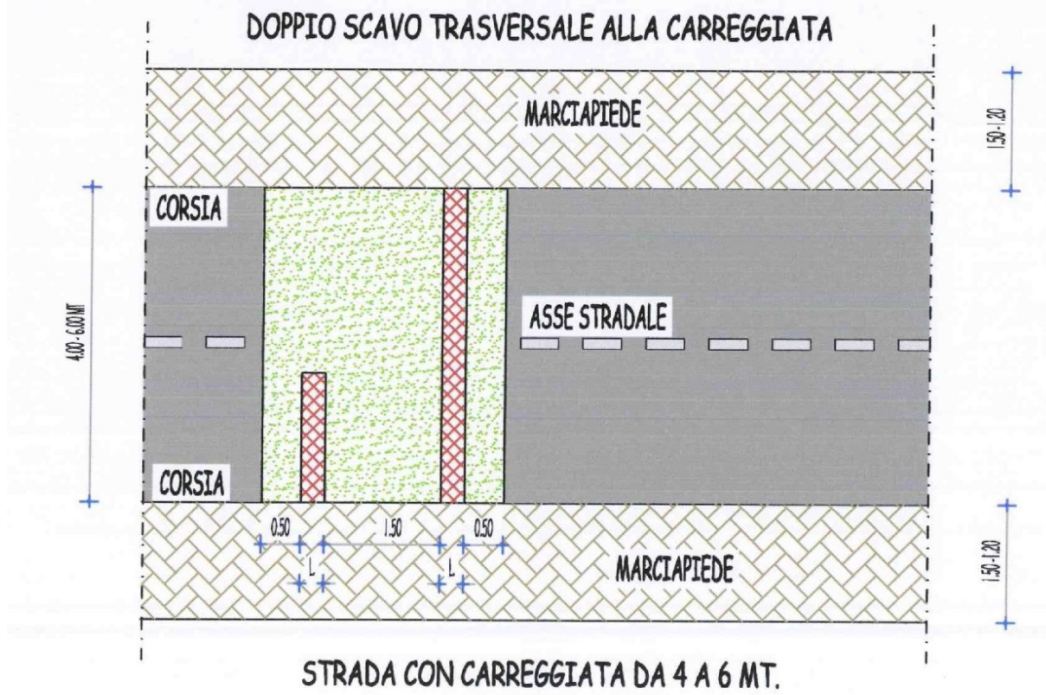 DOPPIO SCAVO TRASVERSALE ALLA CARREGGIATA
MARCIAPIEDE
1.50-1.20
CORSIA
4.00 - 6.00 MT
ASSE STRADALE
CORSIA
0.50
1.50
0.50
L
L
MARCIAPIEDE
1.50-1.20
STRADA CON CARREGGIATA DA 4 A 6 MT.